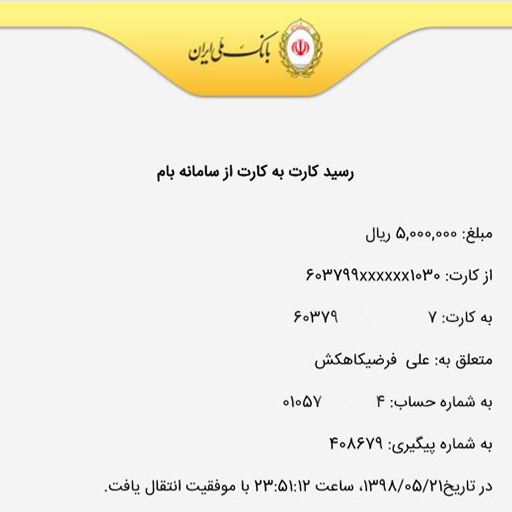 بانک ملی ایران
رسید کارت به کارت از سامانه بام
مبلغ: ۵,۰۰۰,۰۰۰ ریال
از کارت: ۶۰۳۷۹۹xxxxxx۱۰۳۰
به کارت: ۷ ۶۰۳۷۹
متعلق به: علی فرضیکاهکش
به شماره حساب: ۴ ۰۱۰۵۷
به شماره پیگیری: ۴۰۸۶۷۹
در تاریخ۱۳۹۸/۰۵/۲۱، ساعت ۲۳:۵۱:۱۲ با موفقیت انتقال یافت.